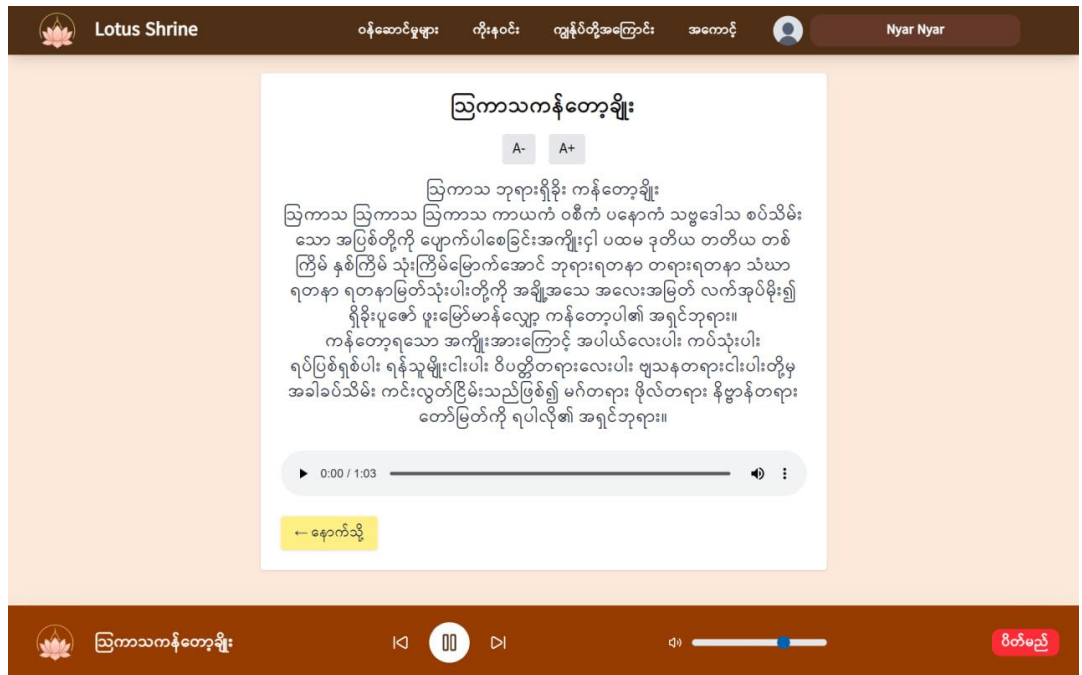 Lotus Shrine
ဝန်ဆောင်မှုများ
ကိုးနဝင်း
ကျွန်ုပ်တို့အကြောင်း
အကောင့်
Nyar Nyar
ဩကာသကန်တော့ချိုး
A-
A+
ဩကာသ ဘုရားရှိခိုး ကန်တော့ချိုး
ဩကာသ ဩကာသ ဩကာသ ကာယကံ ဝစီကံ ပနောကံ သဗ္ဗဒေါသ စပ်သိမ်း
သော အပြစ်တို့ကို ပျောက်ပါစေခြင်းအကျိုးငှါ ပထမ ဒုတိယ တတိယ တစ်
ကြိမ် နှစ်ကြိမ် သုံးကြိမ်မြောက်အောင် ဘုရားရတနာ တရားရတနာ သံဃာ
ရတနာ ရတနာမြတ်သုံးပါးတို့ကို အချို့အသေ အလေးအမြတ် လက်အုပ်မိုး၍
ရှိခိုးပူဇော် ဖူးမြော်မာန်လျှော့ ကန်တော့ပါ၏ အရှင်ဘုရား။
ကန်တော့ရသော အကျိုးအားကြောင့် အပါယ်လေးပါး ကပ်သုံးပါး
ရပ်ပြစ်ရှစ်ပါး ရန်သူမျိုးငါးပါး ဝိပတ္တိတရားလေးပါး ဗျသနတရားငါးပါးတို့မှ
အခါခပ်သိမ်း ကင်းလွတ်ငြိမ်းသည်ဖြစ်၍ မဂ်တရား ဖိုလ်တရား နိဗ္ဗာန်တရား
တော်မြတ်ကို ရပါလို၏ အရှင်ဘုရား။
0:00 / 1:03
← နောက်သို့
ဩကာသကန်တော့ချိုး
ပိတ်မည်